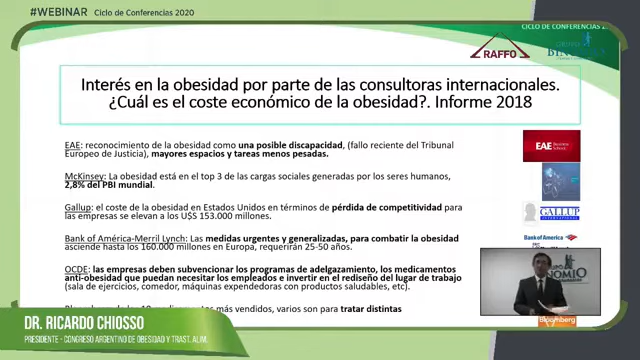 #WEBINAR Ciclo de Conferencias 2020
CICLO DE CONFERENCIAS
RAFFO
GRUPO
Interés en la obesidad por parte de las consultoras internacionales.
¿Cuál es el coste económico de la obesidad?. Informe 2018
EAE: reconocimiento de la obesidad como una posible discapacidad, (fallo reciente del Tribunal
Europeo de Justicia), mayores espacios y tareas menos pesadas.
EAE Business School
McKinsey: La obesidad está en el top 3 de las cargas sociales generadas por los seres humanos,
2,8% del PBI mundial.
Gallup: el coste de la obesidad en Estados Unidos en términos de pérdida de competitividad para
las empresas se elevan a los U$S 153.000 millones.
GALLUP
Bank of América-Merril Lynch: Las medidas urgentes y generalizadas, para combatir la obesidad
asciende hasta los 160.000 millones en Europa, requerirán 25-50 años.
Bank of America
OCDE: las empresas deben subvencionar los programas de adelgazamiento, los medicamentos
anti-obesidad que puedan necesitar los empleados e invertir en el rediseño del lugar de trabajo
(sala de ejercicios, comedor, máquinas expendedoras con productos saludables, etc).
más vendidos, varios son para tratar distintas
Bloomberg
DR. RICARDO CHIOSSO
PRESIDENTE - CONGRESO ARGENTINO DE OBESIDAD Y TRAST. ALIM.